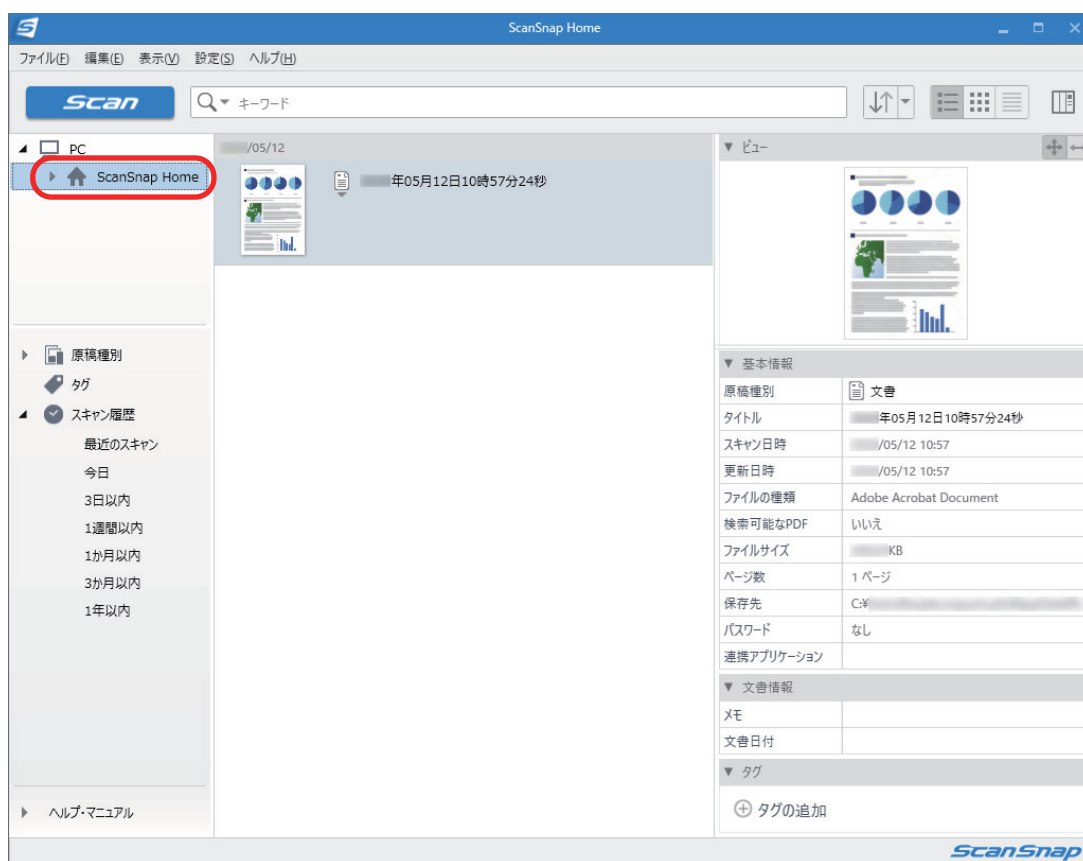 ScanSnap Home
ファイル(F) 編集(E) 表示(V) 設定(S) ヘルプ(H)
Scan キーワード
PC
ScanSnap Home
原稿種別
タグ
スキャン履歴
最近のスキャン
今日
3日以内
1週間以内
1か月以内
3か月以内
1年以内
ヘルプ・マニュアル
/05/12
年05月12日10時57分24秒
ビュー
基本情報
原稿種別 文書
タイトル 年05月12日10時57分24秒
スキャン日時 /05/12 10:57
更新日時 /05/12 10:57
ファイルの種類 Adobe Acrobat Document
検索可能なPDF いいえ
ファイルサイズ KB
ページ数 1 ページ
保存先 C:¥
パスワード なし
連携アプリケーション
文書情報
メモ
文書日付
タグ
タグの追加
ScanSnap